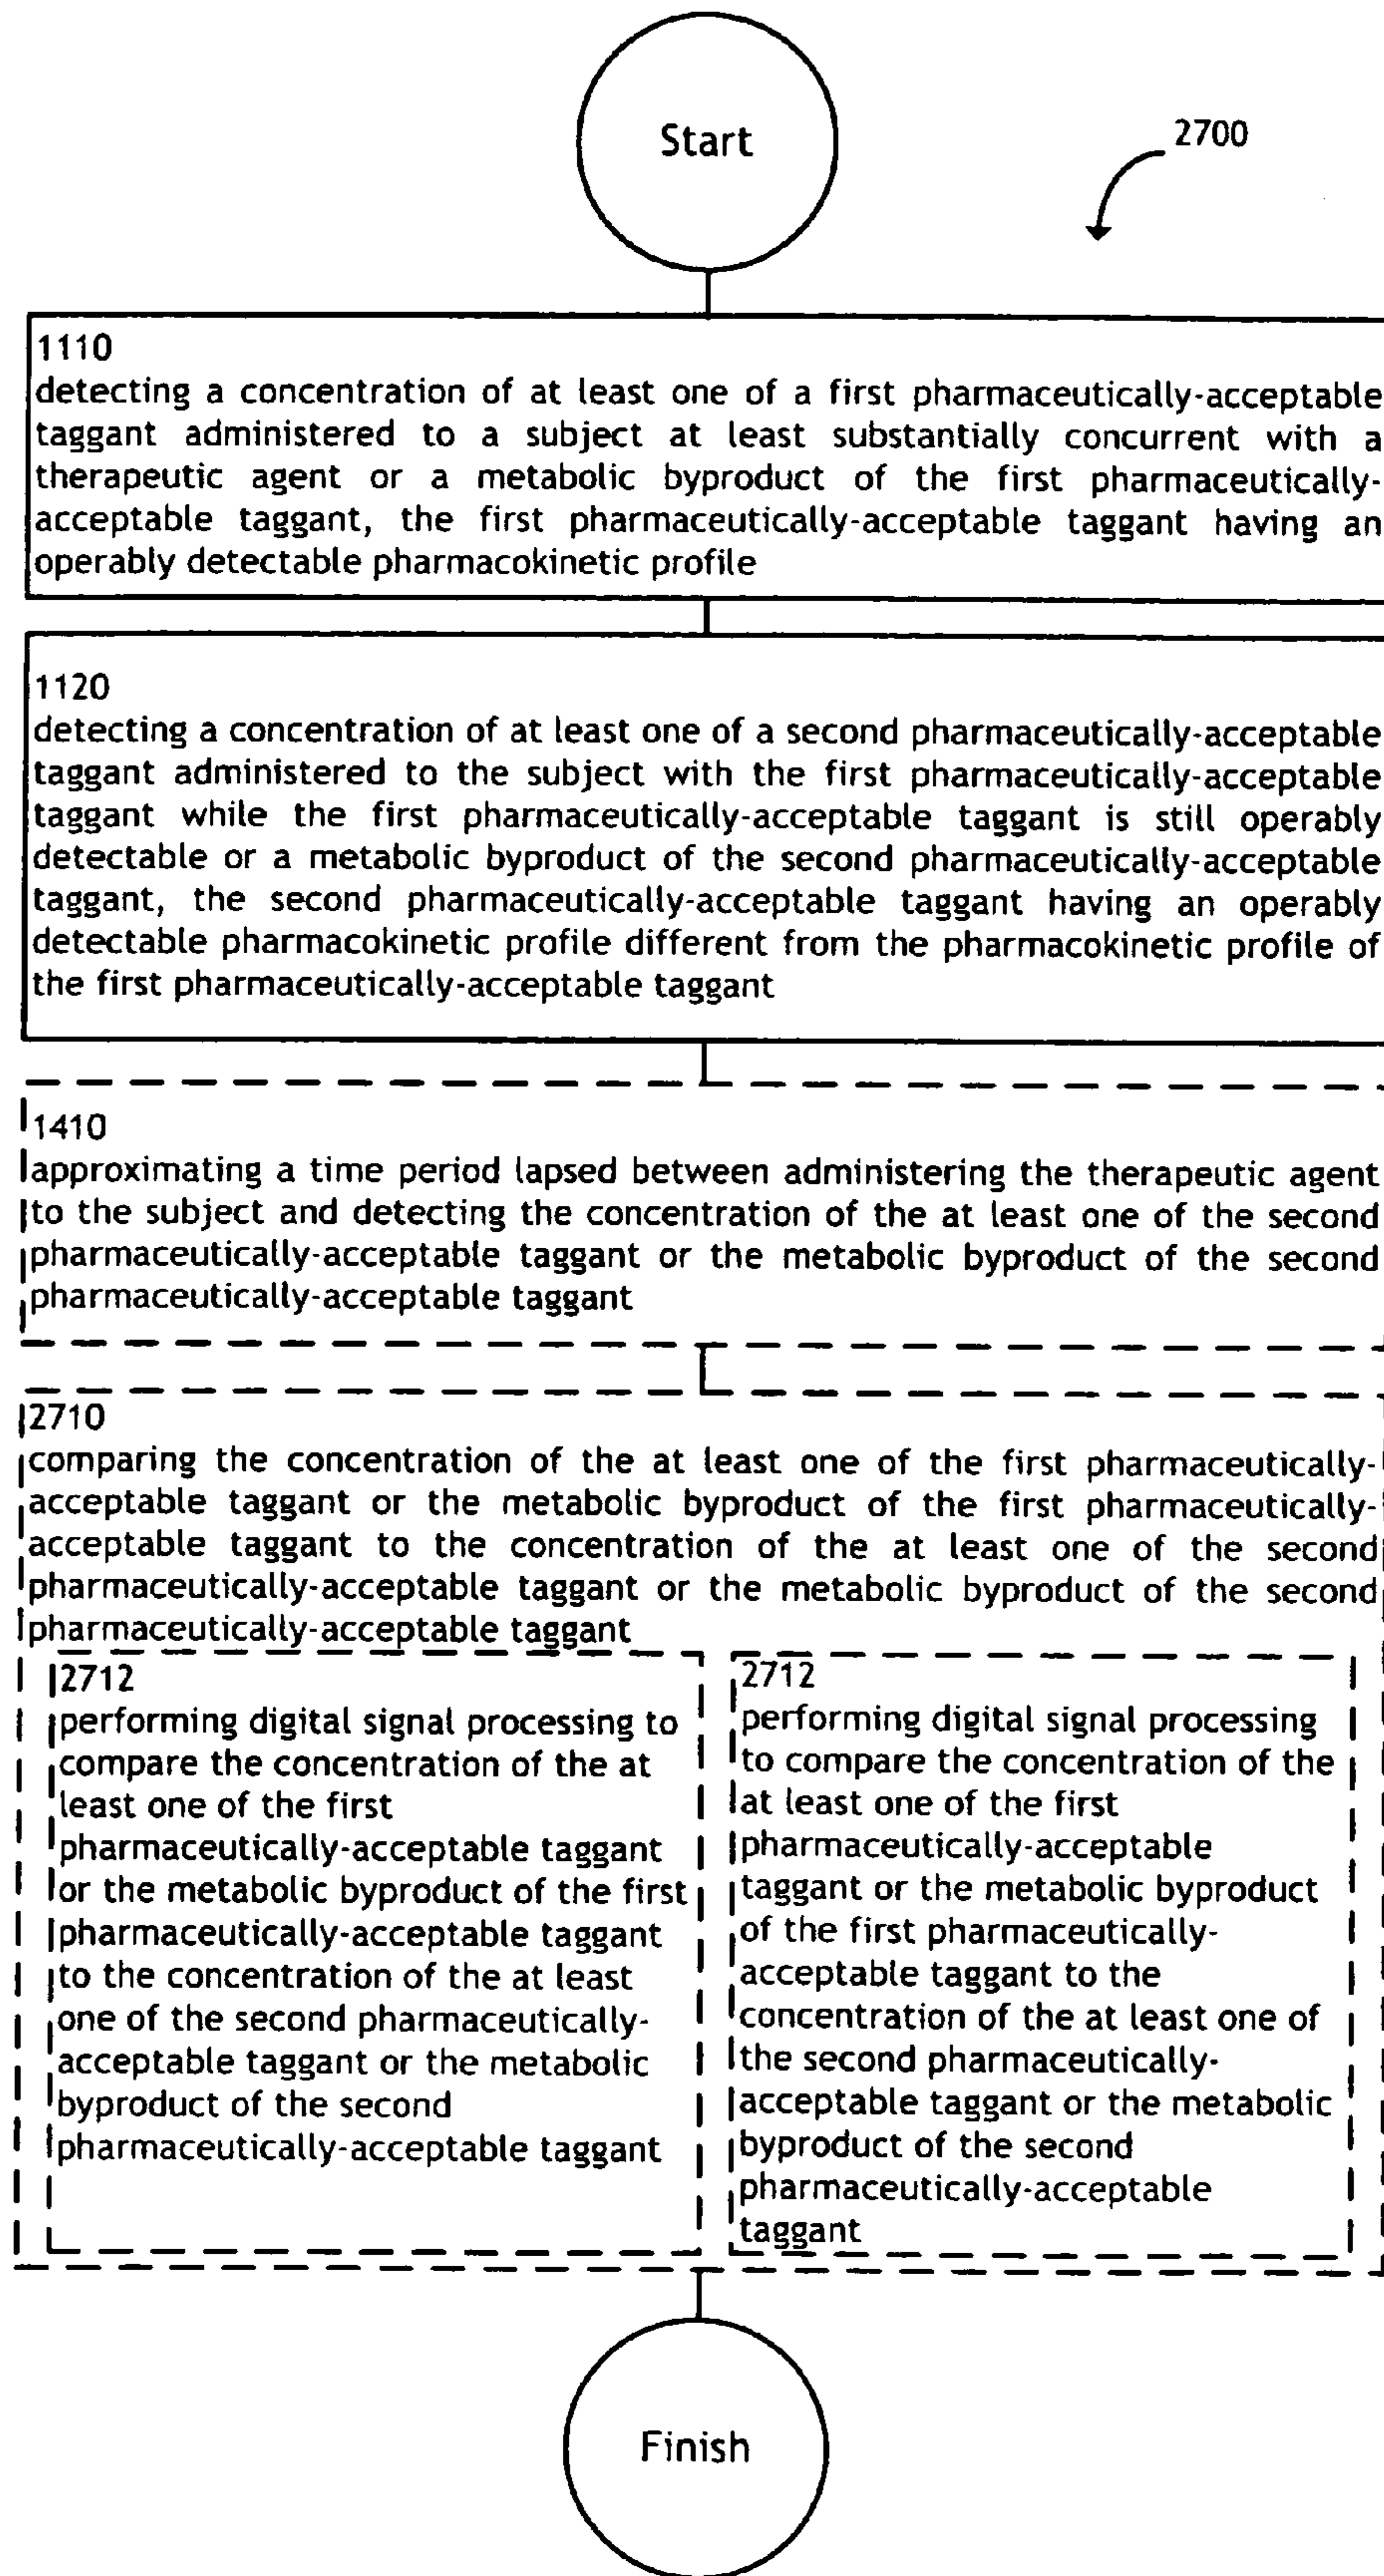 Start
2700
1110
detecting a concentration of at least one of a first pharmaceutically-acceptable
taggant administered to a subject at least substantially concurrent with a
therapeutic agent or a metabolic byproduct of the first pharmaceutically-
acceptable taggant, the first pharmaceutically-acceptable taggant having an
operably detectable pharmacokinetic profile
1120
detecting a concentration of at least one of a second pharmaceutically-acceptable
taggant administered to the subject with the first pharmaceutically-acceptable
taggant while the first pharmaceutically-acceptable taggant is still operably
detectable or a metabolic byproduct of the second pharmaceutically-acceptable
taggant, the second pharmaceutically-acceptable taggant having an operably
detectable pharmacokinetic profile different from the pharmacokinetic profile of
the first pharmaceutically-acceptable taggant
1410
approximating a time period lapsed between administering the therapeutic agent
to the subject and detecting the concentration of the at least one of the second
pharmaceutically-acceptable taggant or the metabolic byproduct of the second
pharmaceutically-acceptable taggant
2710
comparing the concentration of the at least one of the first pharmaceutically-
acceptable taggant or the metabolic byproduct of the first pharmaceutically-
acceptable taggant to the concentration of the at least one of the second
pharmaceutically-acceptable taggant or the metabolic byproduct of the second
pharmaceutically-acceptable taggant
2712
performing digital signal processing to
compare the concentration of the at
least one of the first
pharmaceutically-acceptable taggant
or the metabolic byproduct of the first
pharmaceutically-acceptable taggant
to the concentration of the at least
one of the second pharmaceutically-
acceptable taggant or the metabolic
byproduct of the second
pharmaceutically-acceptable taggant
2712
performing digital signal processing
to compare the concentration of the
at least one of the first
pharmaceutically-acceptable
taggant or the metabolic byproduct
of the first pharmaceutically-
acceptable taggant to the
concentration of the at least one of
the second pharmaceutically-
acceptable taggant or the metabolic
byproduct of the second
pharmaceutically-acceptable
taggant
Finish